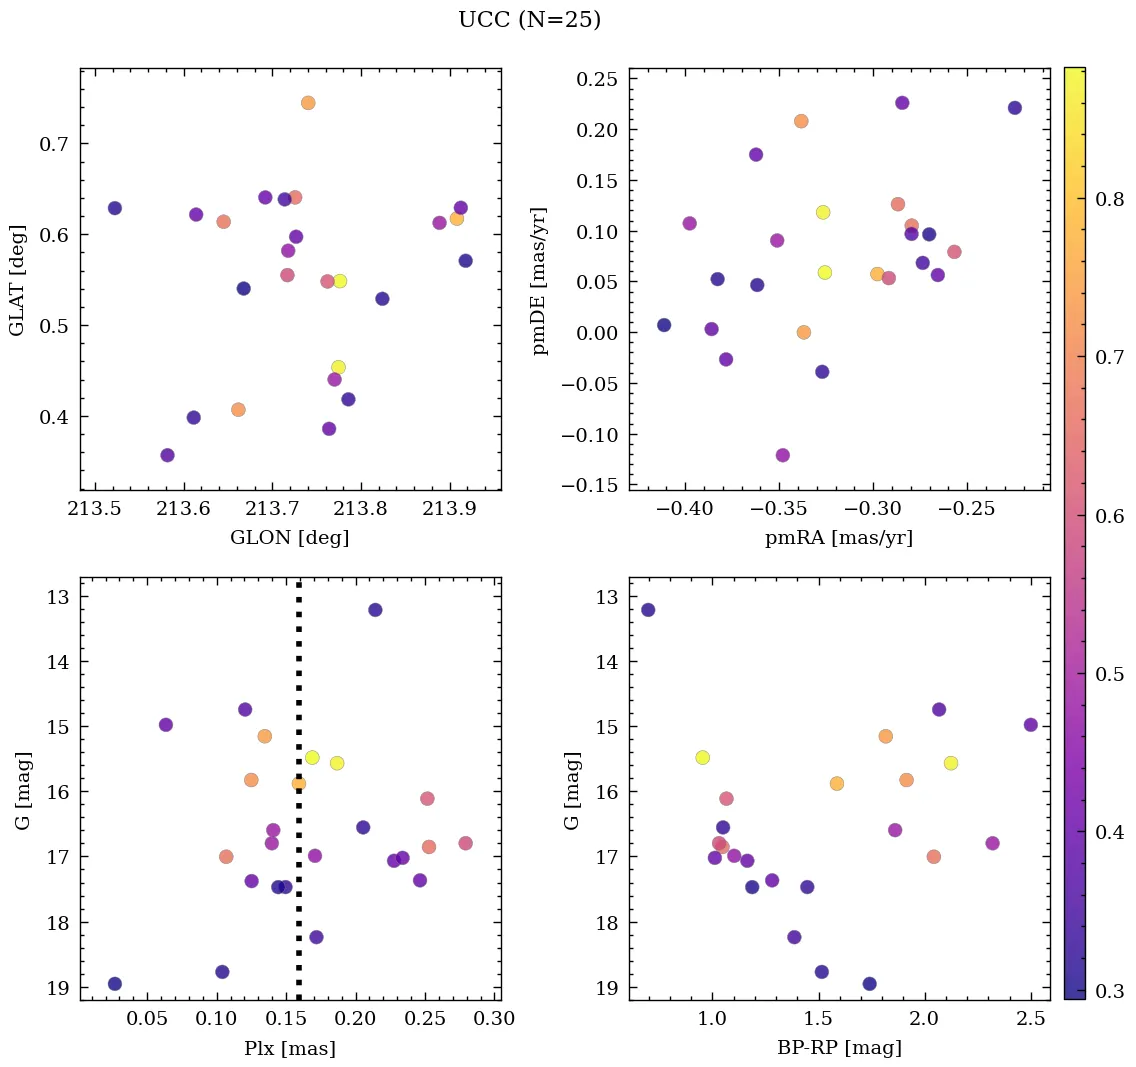 UCC (N=25)
0.7
0.6
0.5
0.4
GLAT [deg]
213.5 213.6 213.7 213.8 213.9
GLON [deg]
0.25
0.20
0.15
0.10
0.05
0.00
−0.05
−0.10
−0.15
pmDE [mas/yr]
−0.40 −0.35 −0.30 −0.25
pmRA [mas/yr]
13
14
15
16
17
18
19
G [mag]
0.05 0.10 0.15 0.20 0.25 0.30
Plx [mas]
13
14
15
16
17
18
19
G [mag]
1.0 1.5 2.0 2.5
BP-RP [mag]
0.8
0.7
0.6
0.5
0.4
0.3